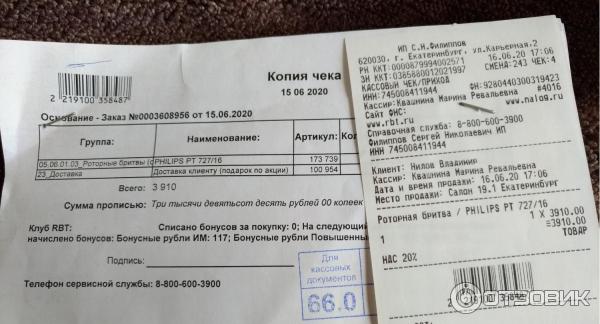 Копия чека
15 06 2020
2 219100 358487
Основание - Заказ №0003608956 от 15.06.2020
Группа: Наименование: Артикул: Кол
05.06.01.03_Роторные бритвы (с PHILIPS PT 727/16 173 739
23_Доставка Доставка клиенту (подарок по акции) 100 954
Всего: 3 910
Сумма прописью: Три тысячи девятьсот десять рублей 00 копеек
Клуб RBT: Списано бонусов за покупку: 0; На следующий
начислено бонусов: Бонусные рубли ИМ: 117; Бонусные рубли Повышенны
Подпись:
Телефон сервисной службы: 8-800-600-3900
Для
кассовых
документов
66.0
ИП С.Н.Филиппов
620030, г. Екатеринбург, ул.Карьерная,2
16.06.20 17:06
РН ККТ:0000879994002571
ЗН ККТ:0385880012021997
СМЕНА:243 ЧЕК:4
КАССОВЫЙ ЧЕК/ПРИХОД
ИНН:745008411944
ФН:9280440300319423
Кассир:Квашнина Марина Ревальевна #4016
Сайт ФНС: www.nalog.ru
www.rbt.ru
Справочная служба: 8-800-600-3900
Филиппов Сергей Николаевич ИП
ИНН 745008411944
Клиент: Нилов Владимир
Кассир: Квашнина Марина Ревальевна
Дата и время продажи: 16.06.20 17:06
Место продажи: Салон 19.1 Екатеринбург
Роторная бритва / PHILIPS PT 727/16
1 X 3910.00
1 ≡3910.00
ТОВАР
НДС 20%
ОТЗОВИК